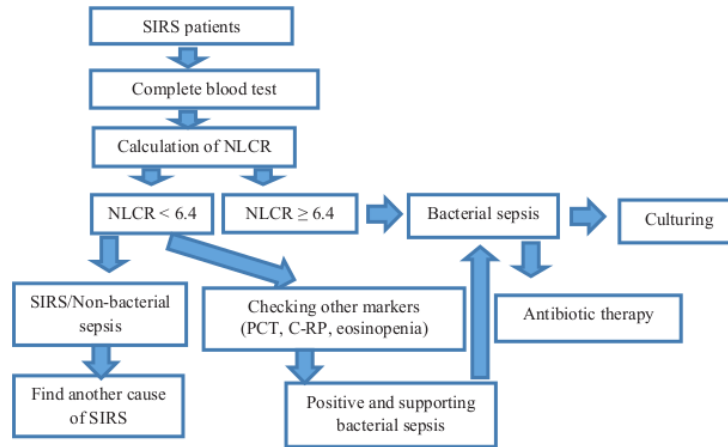 SIRS patients
Complete blood test
Calculation of NLCR
NLCR < 6.4
NLCR ≥ 6.4
Bacterial sepsis
Culturing
SIRS/Non-bacterial
sepsis
Checking other markers
(PCT, C-RP, eosinopenia)
Antibiotic therapy
Find another cause
of SIRS
Positive and supporting
bacterial sepsis